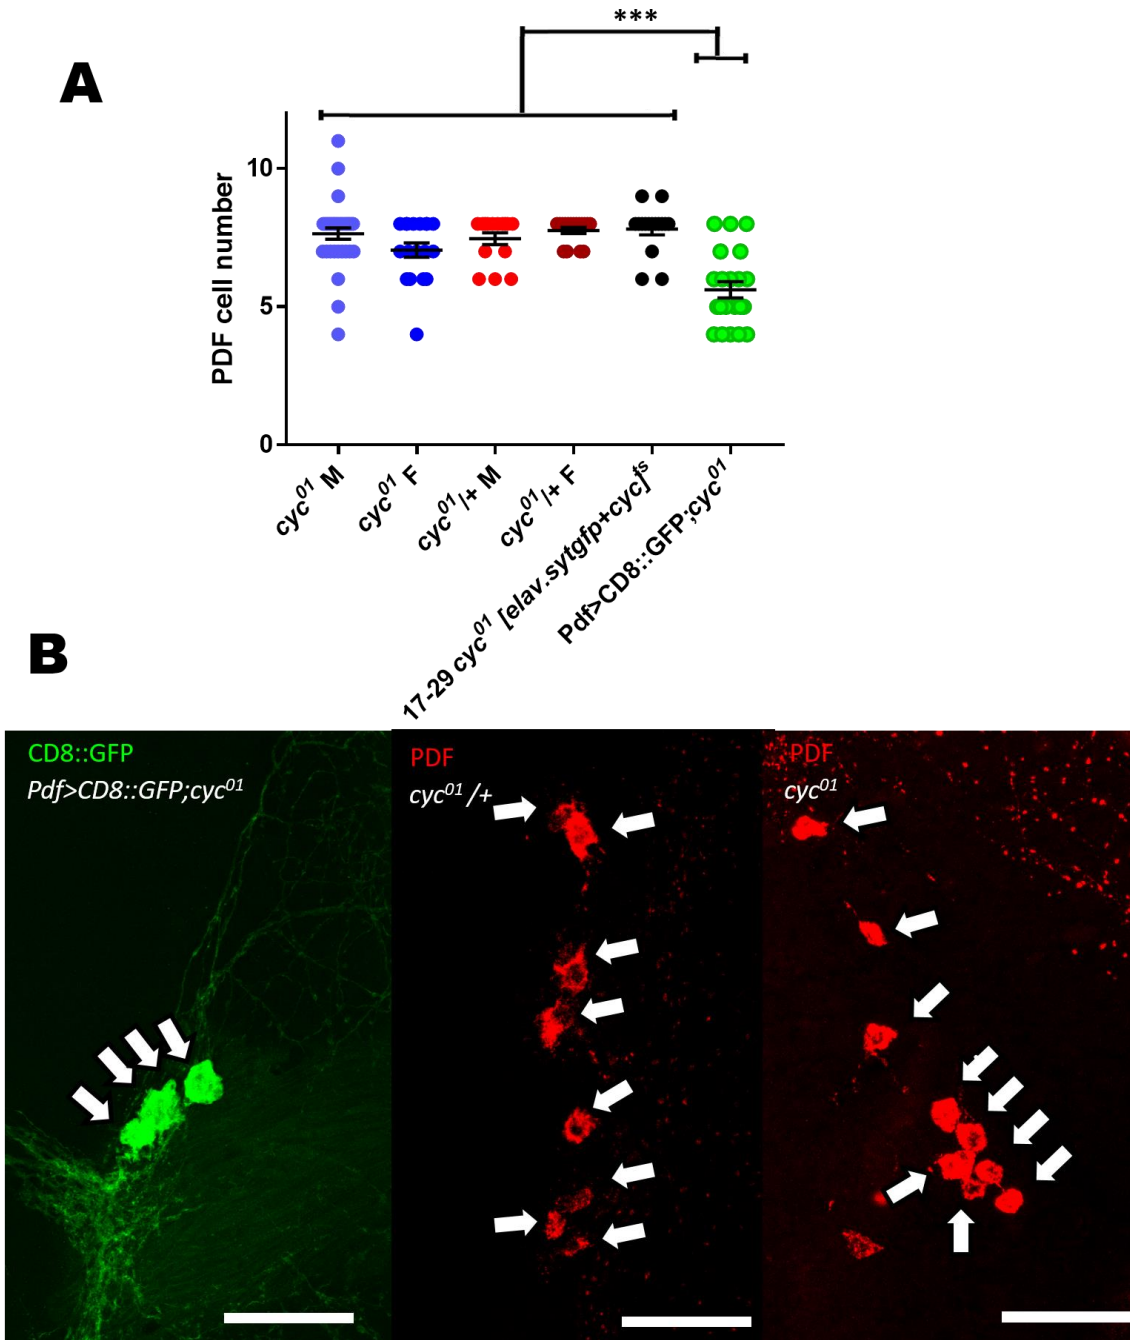 ***
A
PDF cell number
10
5
0
cyc⁰¹ M
cyc⁰¹ F
cyc⁰¹/+ M
cyc⁰¹/+ F
17-29 cyc⁰¹ [elav.sytgfp+cyc]ᵗˢ
Pdf>CD8::GFP;cyc⁰¹
B
CD8::GFP
Pdf>CD8::GFP;cyc⁰¹
PDF
cyc⁰¹ /+
PDF
cyc⁰¹